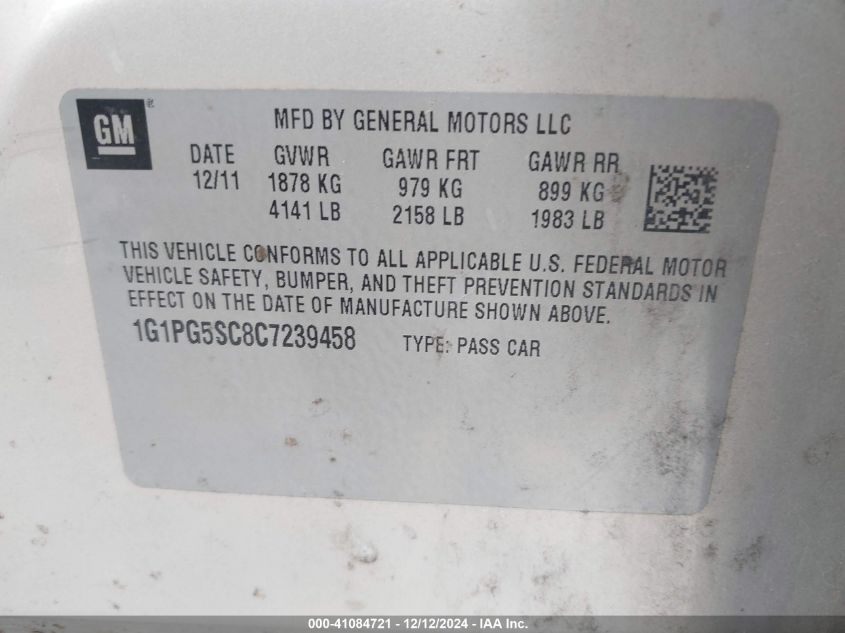 GM
MFD BY GENERAL MOTORS LLC
DATE GVWR GAWR FRT GAWR RR
12/11 1878 KG 979 KG 899 KG
4141 LB 2158 LB 1983 LB
THIS VEHICLE CONFORMS TO ALL APPLICABLE U.S. FEDERAL MOTOR
VEHICLE SAFETY, BUMPER, AND THEFT PREVENTION STANDARDS IN
EFFECT ON THE DATE OF MANUFACTURE SHOWN ABOVE.
1G1PG5SC8C7239458 TYPE: PASS CAR
000-41084721 - 12/12/2024 - IAA Inc.